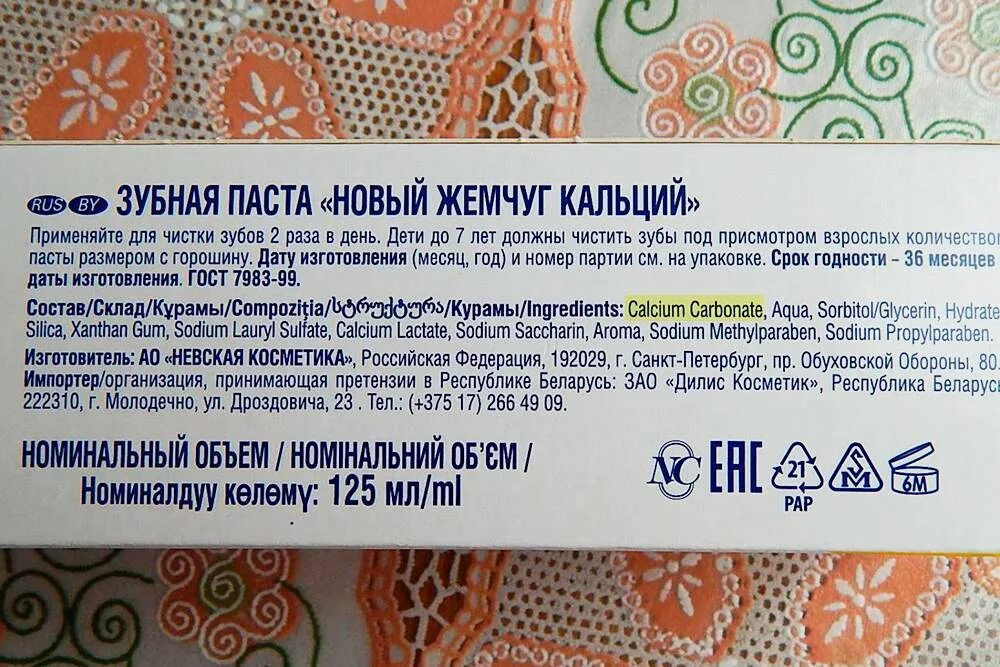 RUS BY ЗУБНАЯ ПАСТА «НОВЫЙ ЖЕМЧУГ КАЛЬЦИЙ»
Применяйте для чистки зубов 2 раза в день. Дети до 7 лет должны чистить зубы под присмотром взрослых количество
пасты размером с горошину. Дату изготовления (месяц, год) и номер партии см. на упаковке. Срок годности – 36 месяцев
даты изготовления. ГОСТ 7983-99.
Состав/Склад/Құрамы/Compoziția/სტრუქტურა/Курамы/Ingredients: Calcium Carbonate, Aqua, Sorbitol/Glycerin, Hydrate
Silica, Xanthan Gum, Sodium Lauryl Sulfate, Calcium Lactate, Sodium Saccharin, Aroma, Sodium Methylparaben, Sodium Propylparaben.
Изготовитель: АО «НЕВСКАЯ КОСМЕТИКА», Российская Федерация, 192029, г. Санкт-Петербург, пр. Обуховской Обороны, 80.
Импортер/организация, принимающая претензии в Республике Беларусь: ЗАО «Дилис Косметик», Республика Беларусь
222310, г. Молодечно, ул. Дроздовича, 23 . Тел.: (+375 17) 266 49 09.
НОМИНАЛЬНЫЙ ОБЪЕМ / НОМІНАЛЬНИЙ ОБ’ЄМ /
Номиналдуу көлөмү: 125 мл/ml
NC EAC 21 PAP 6M